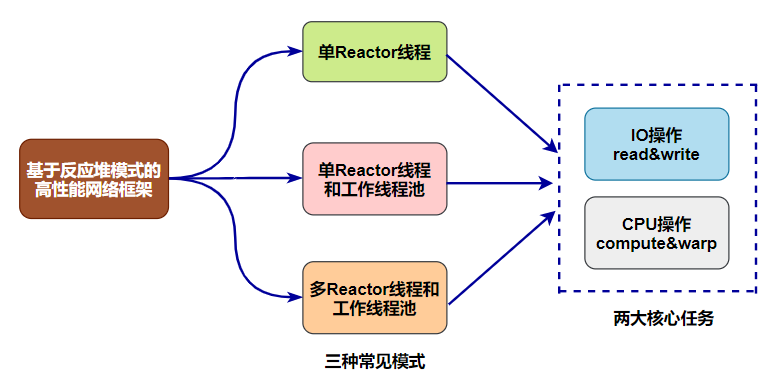 基于反应堆模式的
高性能网络框架
单Reactor线程
单Reactor线程
和工作线程池
多Reactor线程和
工作线程池
三种常见模式
IO操作
read&write
CPU操作
compute&warp
两大核心任务